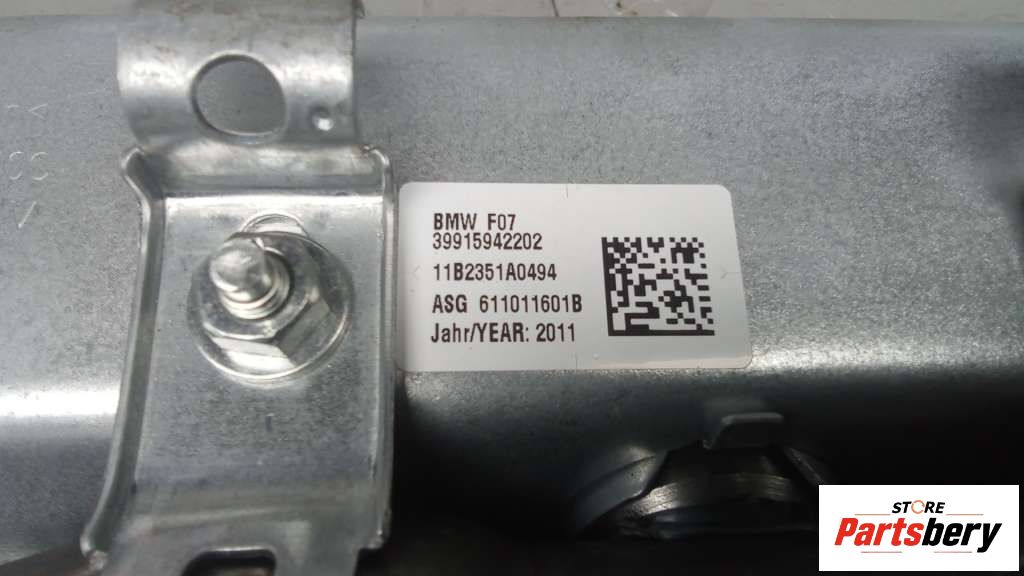 BMW F07
39915942202
11B2351A0494
ASG 611011601B
Jahr/YEAR: 2011
STORE
Partsbery